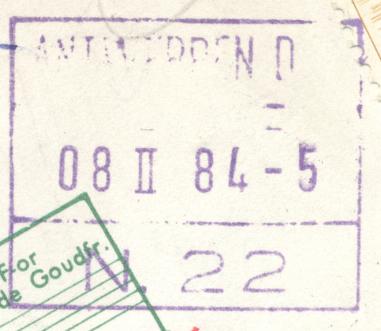 ANTWERPEN D
08 II 84 - 5
For
de Goudfr.
N. 22